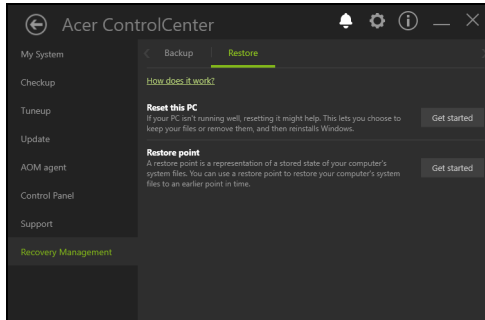 Acer ControlCenter
My System
Checkup
Tuneup
Update
AOM agent
Control Panel
Support
Recovery Management
Backup
Restore
How does it work?
Reset this PC
If your PC isn't running well, resetting it might help. This lets you choose to
keep your files or remove them, and then reinstalls Windows.
Get started
Restore point
A restore point is a representation of a stored state of your computer's
system files. You can use a restore point to restore your computer's system
files to an earlier point in time.
Get started